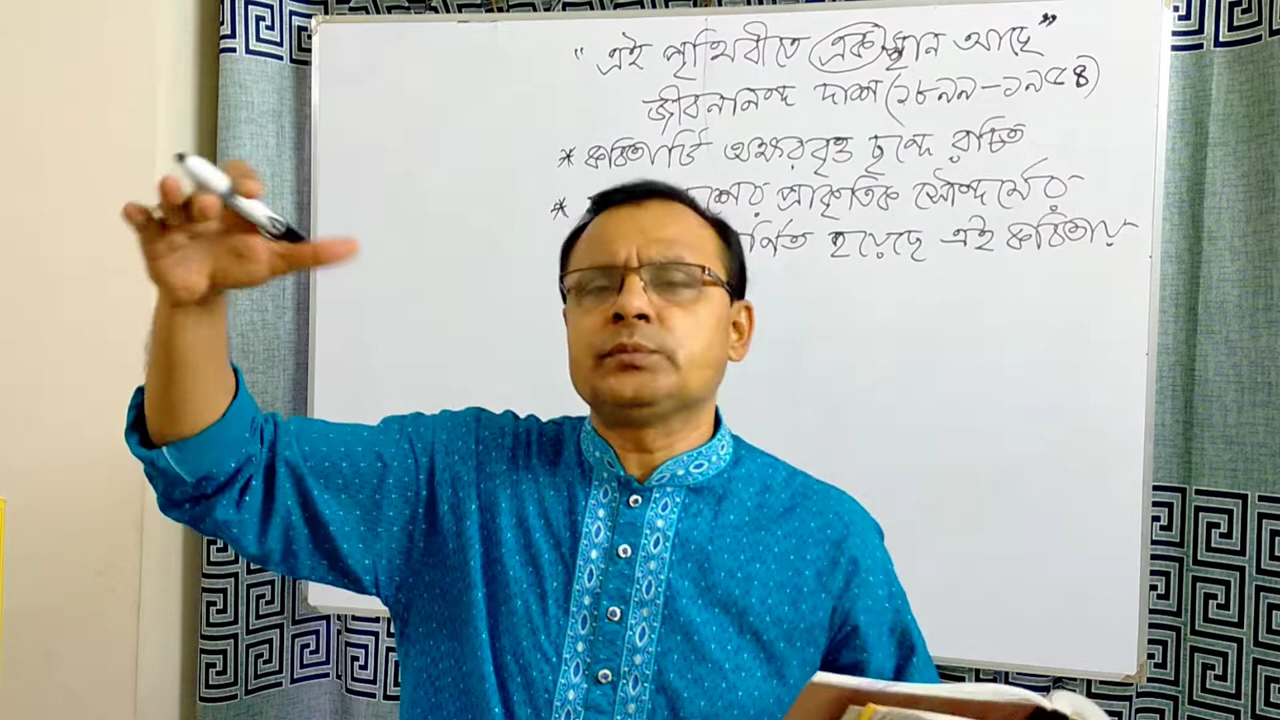 "এই পৃথিবীতে এক স্থান আছে"
জীবনানন্দ দাশ (১৮৯৯-১৯৫৪)
* কবিতাটি অক্ষরবৃত্ত ছন্দে রচিত
* শের প্রাকৃতিক সৌন্দর্যের
র্ণিত হয়েছে এই কবিতায়